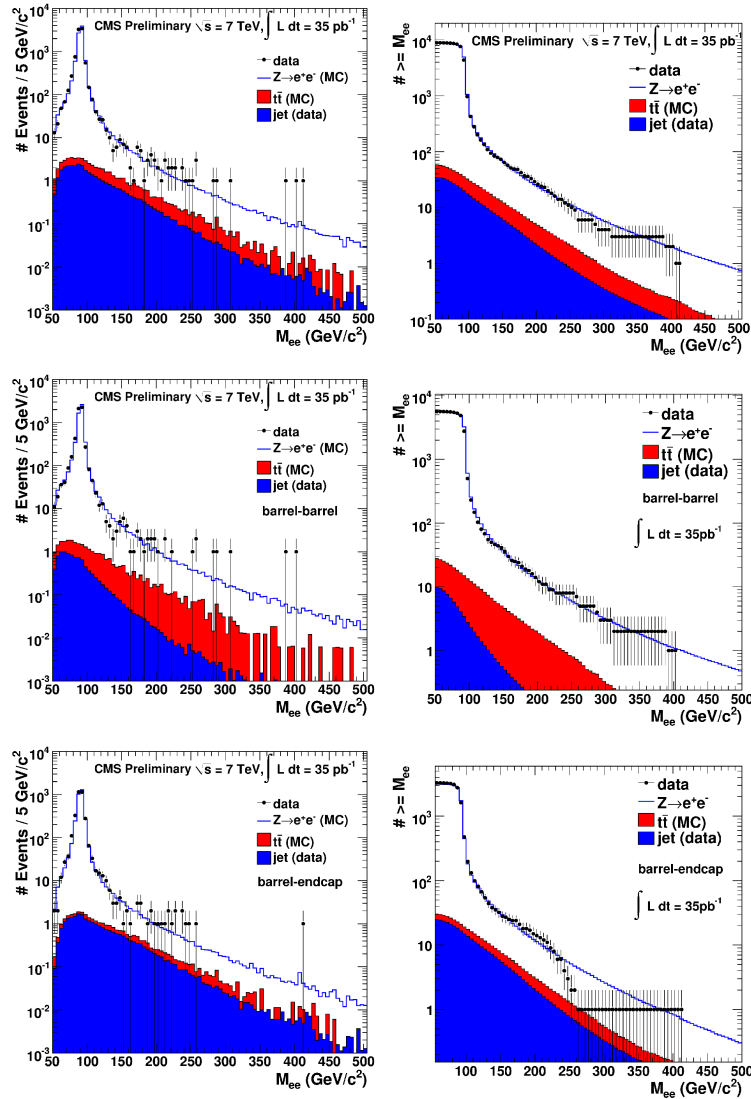 CMS Preliminary √s = 7 TeV, ∫ L dt = 35 pb⁻¹
# Events / 5 GeV/c²
10⁴
10³
10²
10
1
10⁻¹
10⁻²
10⁻³
data
Z→e⁺e⁻ (MC)
tt̄ (MC)
jet (data)
50 100 150 200 250 300 350 400 450 500
M_ee (GeV/c²)
CMS Preliminary √s = 7 TeV, ∫ L dt = 35 pb⁻¹
# >= M_ee
10⁵
10⁴
10³
10²
10
1
10⁻¹
data
Z→e⁺e⁻
tt̄ (MC)
jet (data)
50 100 150 200 250 300 350 400 450 500
M_ee (GeV/c²)
CMS Preliminary √s = 7 TeV, ∫ L dt = 35 pb⁻¹
# Events / 5 GeV/c²
10⁴
10³
10²
10
1
10⁻¹
10⁻²
10⁻³
data
Z→e⁺e⁻ (MC)
tt̄ (MC)
jet (data)
barrel-barrel
50 100 150 200 250 300 350 400 450 500
M_ee (GeV/c²)
# >= M_ee
10⁵
10⁴
10³
10²
10
1
data
Z→e⁺e⁻
tt̄ (MC)
jet (data)
barrel-barrel
∫ L dt = 35pb⁻¹
50 100 150 200 250 300 350 400 450 500
M_ee (GeV/c²)
CMS Preliminary √s = 7 TeV, ∫ L dt = 35 pb⁻¹
# Events / 5 GeV/c²
10⁴
10³
10²
10
1
10⁻¹
10⁻²
10⁻³
data
Z→e⁺e⁻ (MC)
tt̄ (MC)
jet (data)
barrel-endcap
50 100 150 200 250 300 350 400 450 500
M_ee (GeV/c²)
# >= M_ee
10⁴
10³
10²
10
1
data
Z→e⁺e⁻
tt̄ (MC)
jet (data)
barrel-endcap
∫ L dt = 35pb⁻¹
50 100 150 200 250 300 350 400 450 500
M_ee (GeV/c²)